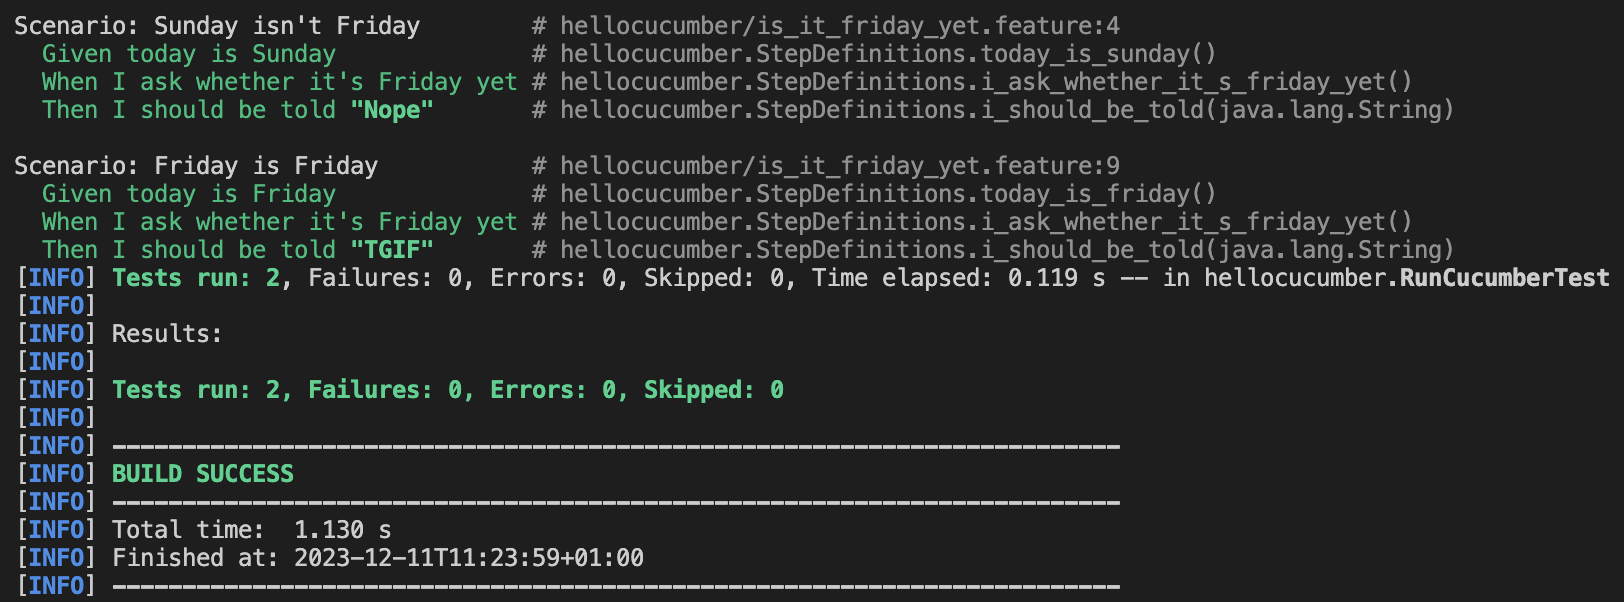 Scenario: Sunday isn't Friday        # hellocucumber/is_it_friday_yet.feature:4
  Given today is Sunday              # hellocucumber.StepDefinitions.today_is_sunday()
  When I ask whether it's Friday yet # hellocucumber.StepDefinitions.i_ask_whether_it_s_friday_yet()
  Then I should be told "Nope"       # hellocucumber.StepDefinitions.i_should_be_told(java.lang.String)

Scenario: Friday is Friday           # hellocucumber/is_it_friday_yet.feature:9
  Given today is Friday              # hellocucumber.StepDefinitions.today_is_friday()
  When I ask whether it's Friday yet # hellocucumber.StepDefinitions.i_ask_whether_it_s_friday_yet()
  Then I should be told "TGIF"       # hellocucumber.StepDefinitions.i_should_be_told(java.lang.String)
[INFO] Tests run: 2, Failures: 0, Errors: 0, Skipped: 0, Time elapsed: 0.119 s -- in hellocucumber.RunCucumberTest
[INFO]
[INFO] Results:
[INFO]
[INFO] Tests run: 2, Failures: 0, Errors: 0, Skipped: 0
[INFO]
[INFO] ------------------------------------------------------------------------
[INFO] BUILD SUCCESS
[INFO] ------------------------------------------------------------------------
[INFO] Total time:  1.130 s
[INFO] Finished at: 2023-12-11T11:23:59+01:00
[INFO] ------------------------------------------------------------------------